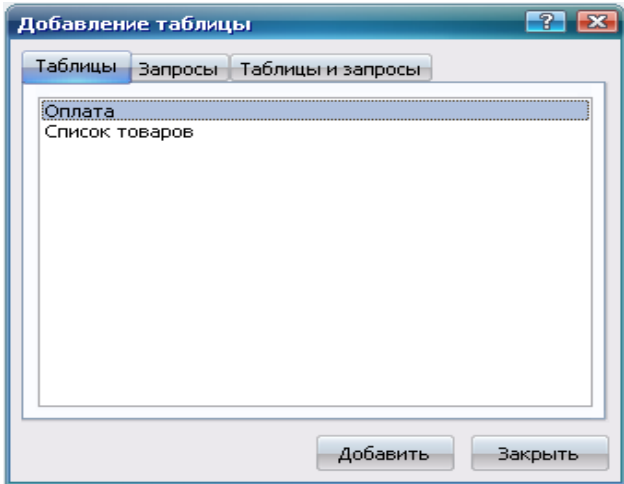 Добавление таблицы
Таблицы Запросы Таблицы и запросы
Оплата
Список товаров
Добавить Закрыть